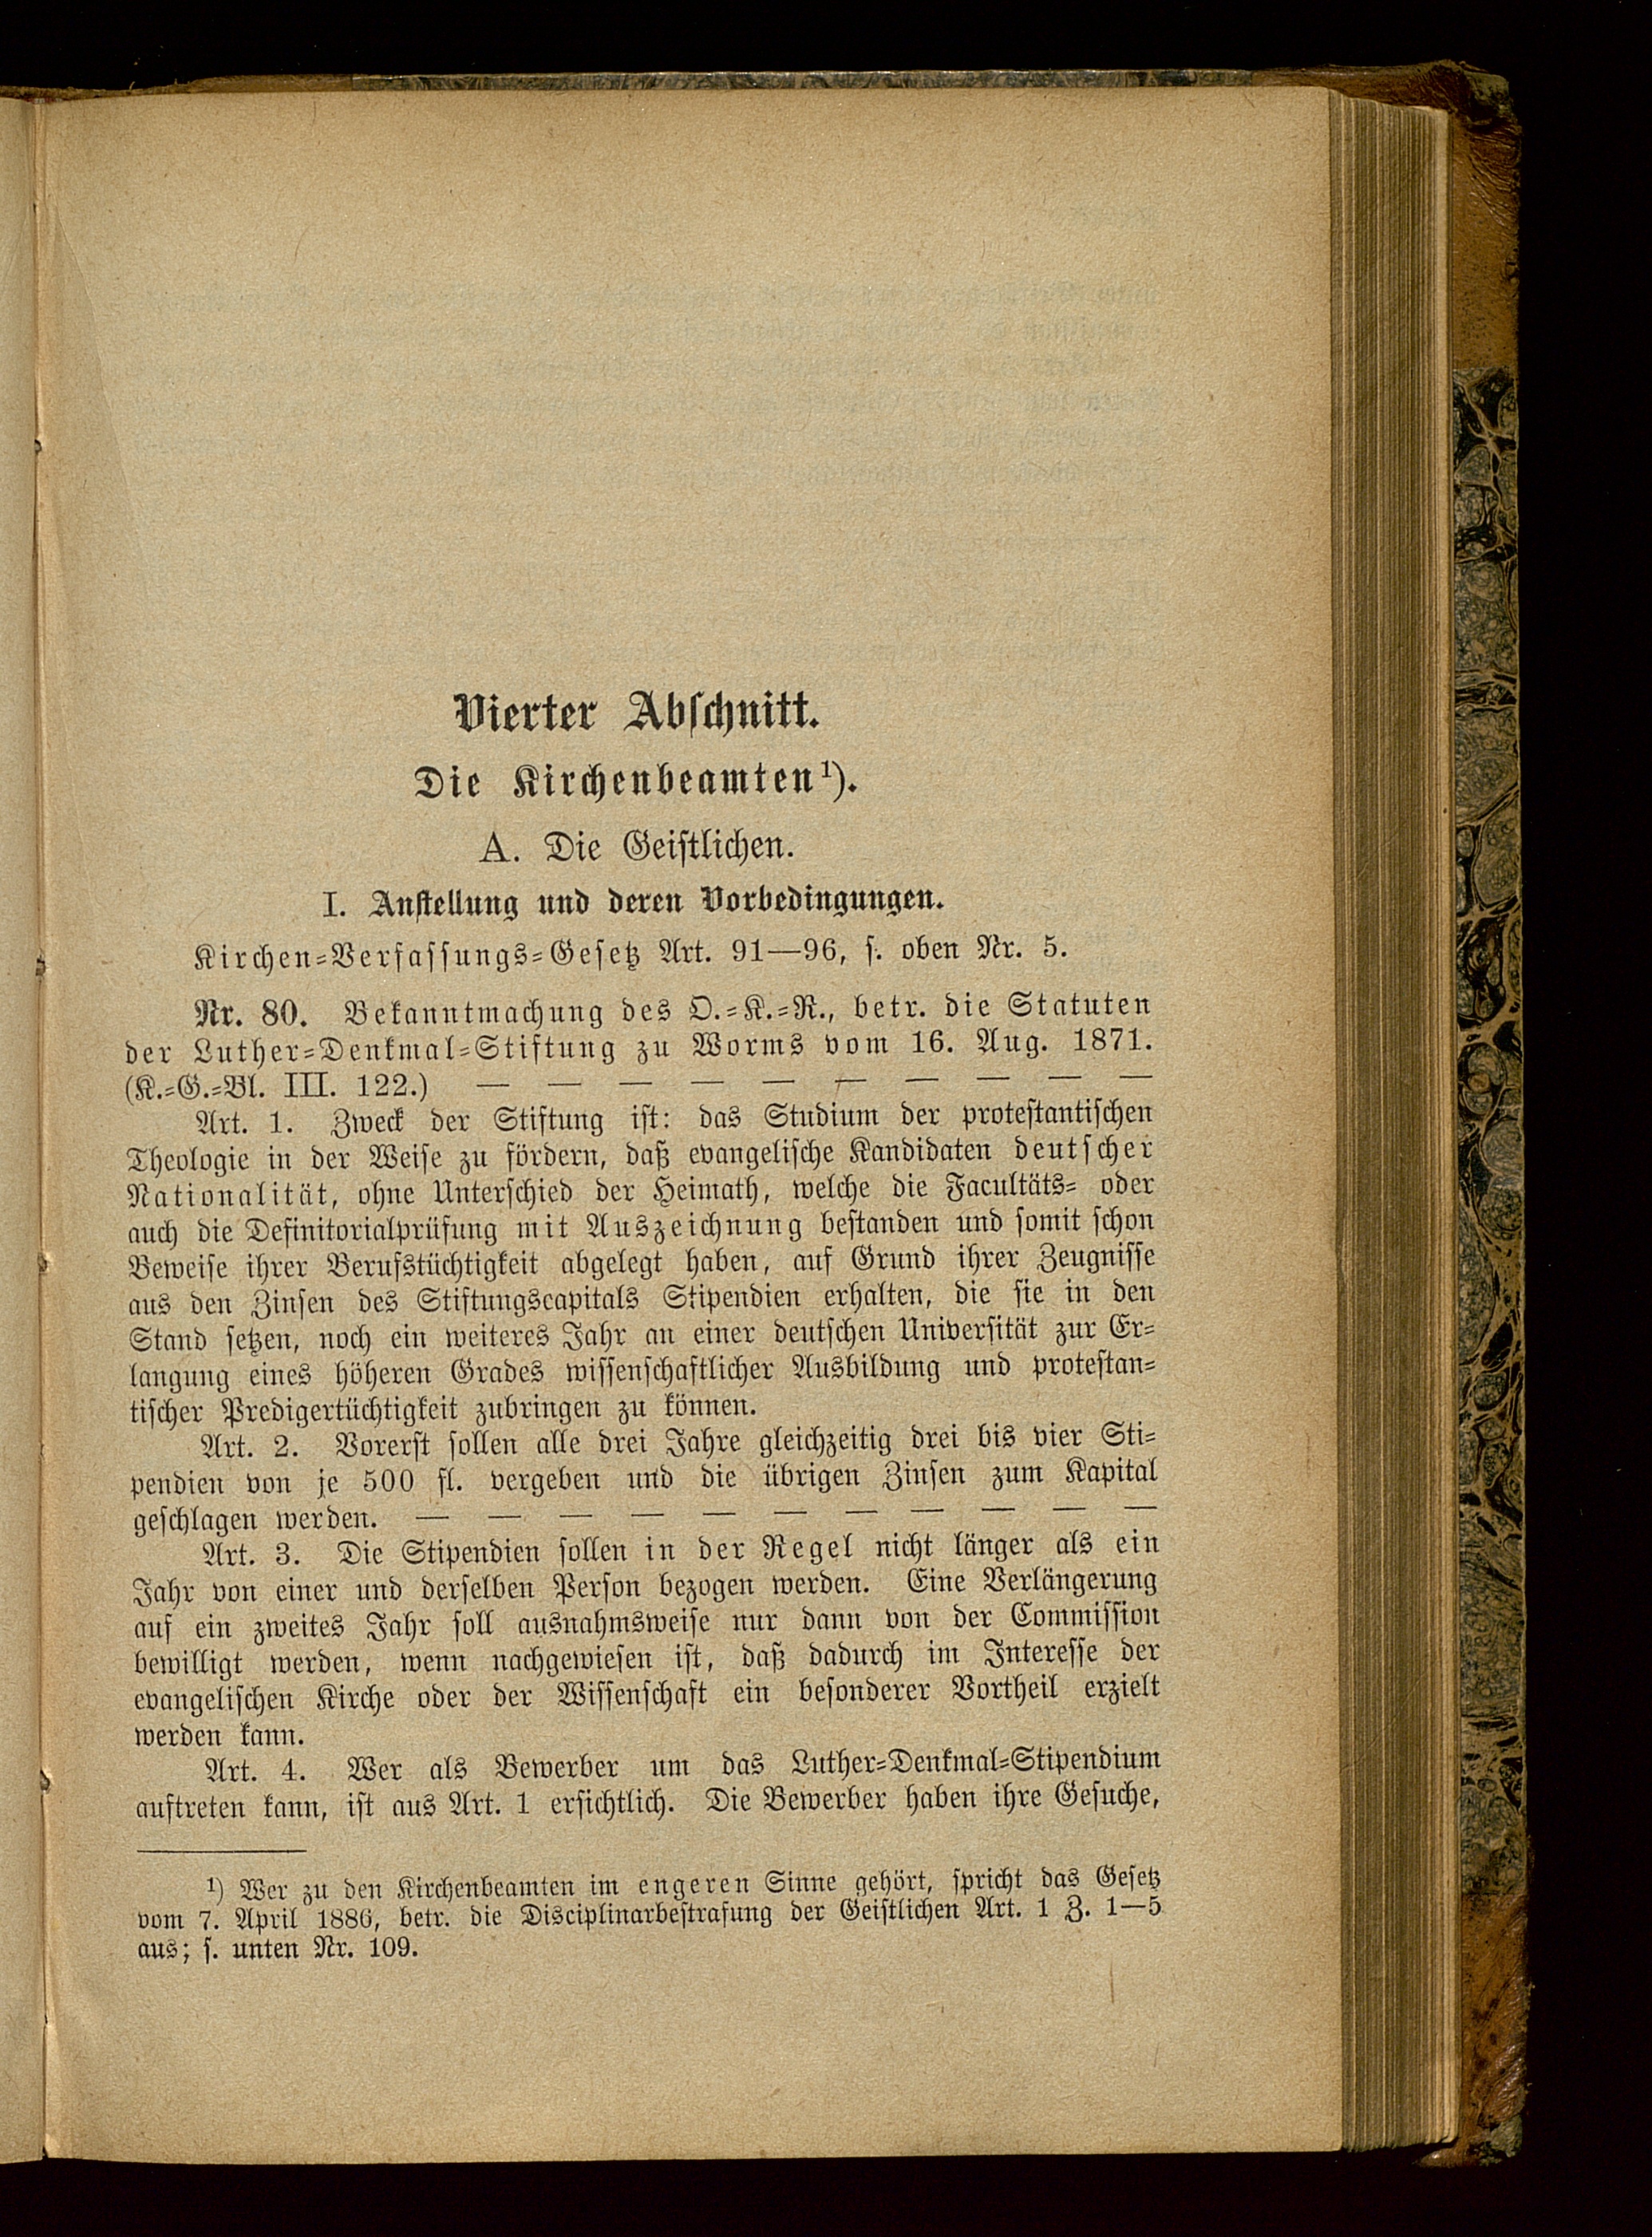 Vierter Abschnitt.
Die Kirchenbeamten¹).
A. Die Geistlichen.
I. Anstellung und deren Vorbedingungen.
Kirchen-Verfassungs-Gesetz Art. 91—96, s. oben Nr. 5.
Nr. 80. Bekanntmachung des O.-K.-R., betr. die Statuten
der Luther-Denkmal-Stiftung zu Worms vom 16. Aug. 1871.
(K.-G.-Bl. III. 122.) — — — — — — — — — —
Art. 1. Zweck der Stiftung ist: das Studium der protestantischen
Theologie in der Weise zu fördern, daß evangelische Kandidaten deutscher
Nationalität, ohne Unterschied der Heimath, welche die Facultäts- oder
auch die Definitorialprüfung mit Auszeichnung bestanden und somit schon
Beweise ihrer Berufstüchtigkeit abgelegt haben, auf Grund ihrer Zeugnisse
aus den Zinsen des Stiftungscapitals Stipendien erhalten, die sie in den
Stand setzen, noch ein weiteres Jahr an einer deutschen Universität zur Er-
langung eines höheren Grades wissenschaftlicher Ausbildung und protestan-
tischer Predigertüchtigkeit zubringen zu können.
Art. 2. Vorerst sollen alle drei Jahre gleichzeitig drei bis vier Sti-
pendien von je 500 fl. vergeben und die übrigen Zinsen zum Kapital
geschlagen werden. — — — — — — — — — — —
Art. 3. Die Stipendien sollen in der Regel nicht länger als ein
Jahr von einer und derselben Person bezogen werden. Eine Verlängerung
auf ein zweites Jahr soll ausnahmsweise nur dann von der Commission
bewilligt werden, wenn nachgewiesen ist, daß dadurch im Interesse der
evangelischen Kirche oder der Wissenschaft ein besonderer Vortheil erzielt
werden kann.
Art. 4. Wer als Bewerber um das Luther-Denkmal-Stipendium
auftreten kann, ist aus Art. 1 ersichtlich. Die Bewerber haben ihre Gesuche,
¹) Wer zu den Kirchenbeamten im engeren Sinne gehört, spricht das Gesetz
vom 7. April 1886, betr. die Disciplinarbestrafung der Geistlichen Art. 1 Z. 1—5
aus; s. unten Nr. 109.